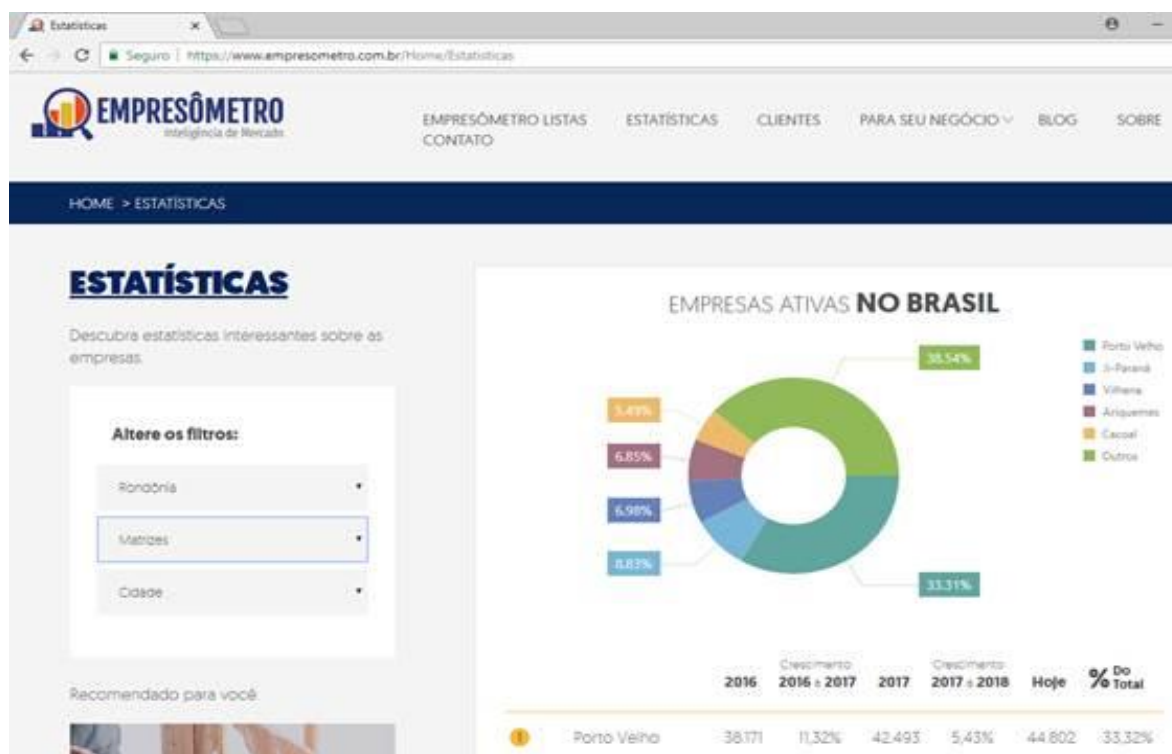 Estatísticas
Seguro | https://www.empresometro.com.br/Home/Estatisticas
EMPRESÔMETRO
Inteligência de Mercado
EMPRESÔMETRO LISTAS ESTATÍSTICAS CLIENTES PARA SEU NEGÓCIO BLOG SOBRE
CONTATO
HOME > ESTATÍSTICAS
ESTATÍSTICAS
Descubra estatísticas interessantes sobre as
empresas.
Altere os filtros:
Rondônia
Matrizes
Cidade
Recomendado para você
EMPRESAS ATIVAS NO BRASIL
38.54%
5.49%
6.85%
6.98%
8.83%
33.31%
Porto Velho
Ji-Paraná
Vilhena
Ariquemes
Cacoal
Outros
2016 Crescimento 2016 a 2017 2017 Crescimento 2017 a 2018 Hoje % Do Total
1 Porto Velho 38.171 11,32% 42.493 5,43% 44.802 33,32%